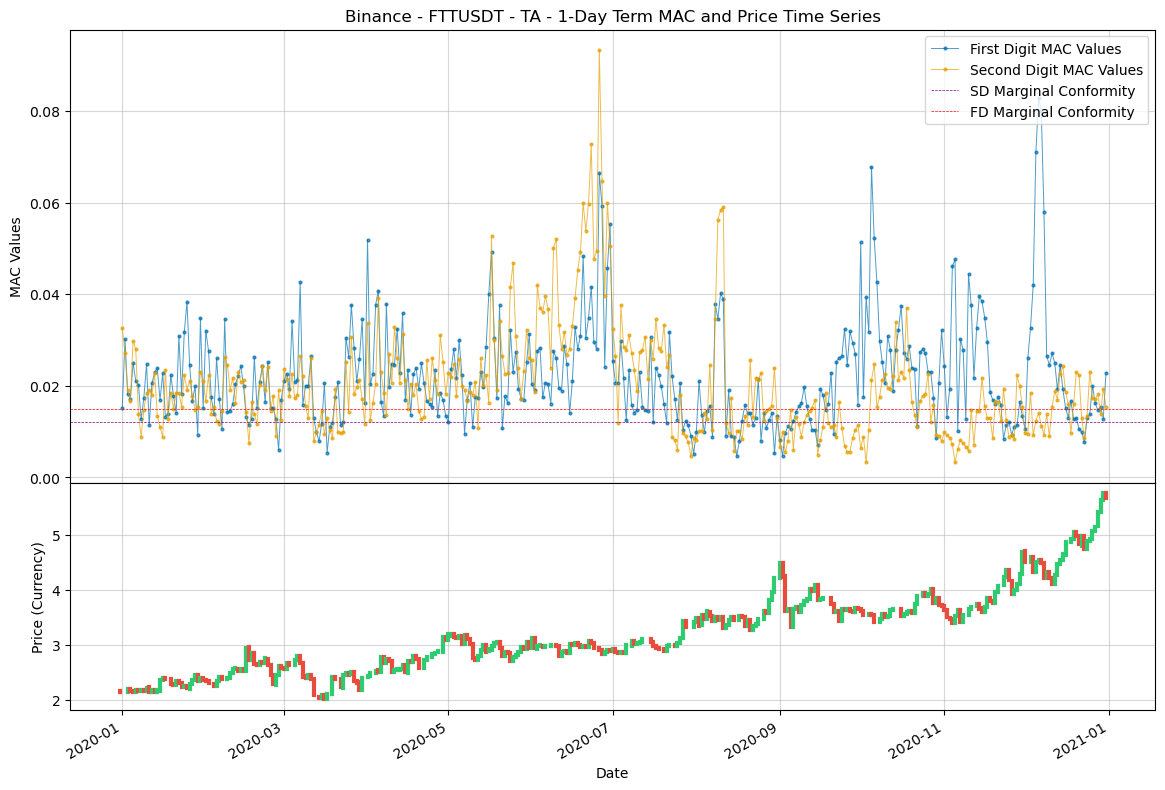 Binance - FTTUSDT - TA - 1-Day Term MAC and Price Time Series
First Digit MAC Values
Second Digit MAC Values
SD Marginal Conformity
FD Marginal Conformity
MAC Values
0.08
0.06
0.04
0.02
0.00
Price (Currency)
5
4
3
2
2020-01
2020-03
2020-05
2020-07
2020-09
2020-11
2021-01
Date